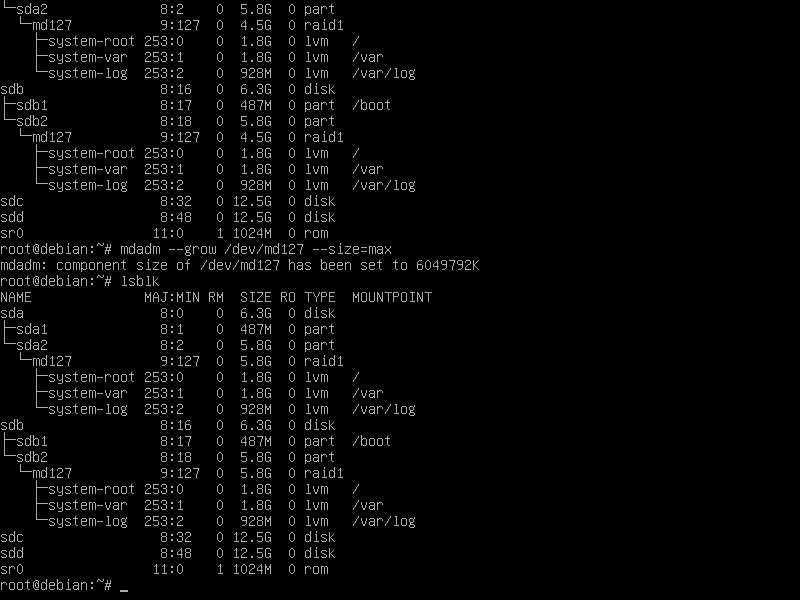 └─sda2              8:2    0  5.8G  0 part
  └─md127           9:127  0  4.5G  0 raid1
    ├─system-root 253:0    0  1.8G  0 lvm   /
    ├─system-var  253:1    0  1.8G  0 lvm   /var
    └─system-log  253:2    0  928M  0 lvm   /var/log
sdb                 8:16   0  6.3G  0 disk
├─sdb1              8:17   0  487M  0 part  /boot
└─sdb2              8:18   0  5.8G  0 part
  └─md127           9:127  0  4.5G  0 raid1
    ├─system-root 253:0    0  1.8G  0 lvm   /
    ├─system-var  253:1    0  1.8G  0 lvm   /var
    └─system-log  253:2    0  928M  0 lvm   /var/log
sdc                 8:32   0 12.5G  0 disk
sdd                 8:48   0 12.5G  0 disk
sr0                11:0    1 1024M  0 rom
root@debian:~# mdadm --grow /dev/md127 --size=max
mdadm: component size of /dev/md127 has been set to 6049792K
root@debian:~# lsblk
NAME              MAJ:MIN RM  SIZE RO TYPE  MOUNTPOINT
sda                 8:0    0  6.3G  0 disk
├─sda1              8:1    0  487M  0 part
└─sda2              8:2    0  5.8G  0 part
  └─md127           9:127  0  5.8G  0 raid1
    ├─system-root 253:0    0  1.8G  0 lvm   /
    ├─system-var  253:1    0  1.8G  0 lvm   /var
    └─system-log  253:2    0  928M  0 lvm   /var/log
sdb                 8:16   0  6.3G  0 disk
├─sdb1              8:17   0  487M  0 part  /boot
└─sdb2              8:18   0  5.8G  0 part
  └─md127           9:127  0  5.8G  0 raid1
    ├─system-root 253:0    0  1.8G  0 lvm   /
    ├─system-var  253:1    0  1.8G  0 lvm   /var
    └─system-log  253:2    0  928M  0 lvm   /var/log
sdc                 8:32   0 12.5G  0 disk
sdd                 8:48   0 12.5G  0 disk
sr0                11:0    1 1024M  0 rom
root@debian:~# _